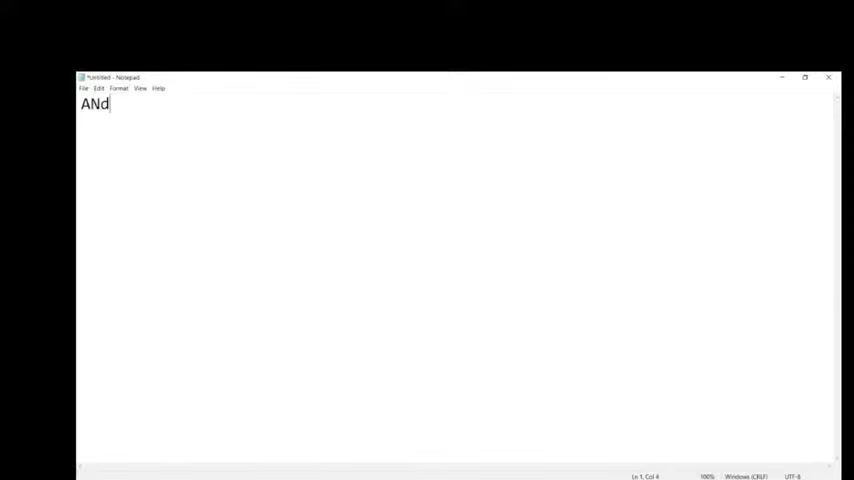 *Untitled - Notepad
File Edit Format View Help
ANd
Ln 1, Col 4 100% Windows (CRLF) UTF-8